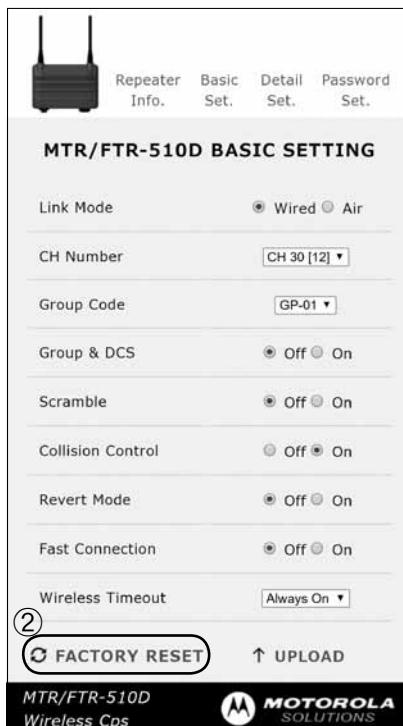 Repeater Info.
Basic Set.
Detail Set.
Password Set.
MTR/FTR-510D BASIC SETTING
Link Mode Wired Air
CH Number CH 30 [12] ▼
Group Code GP-01 ▼
Group & DCS Off On
Scramble Off On
Collision Control Off On
Revert Mode Off On
Fast Connection Off On
Wireless Timeout Always On ▼
②
FACTORY RESET ↑ UPLOAD
MTR/FTR-510D
Wireless Cps
MOTOROLA
SOLUTIONS